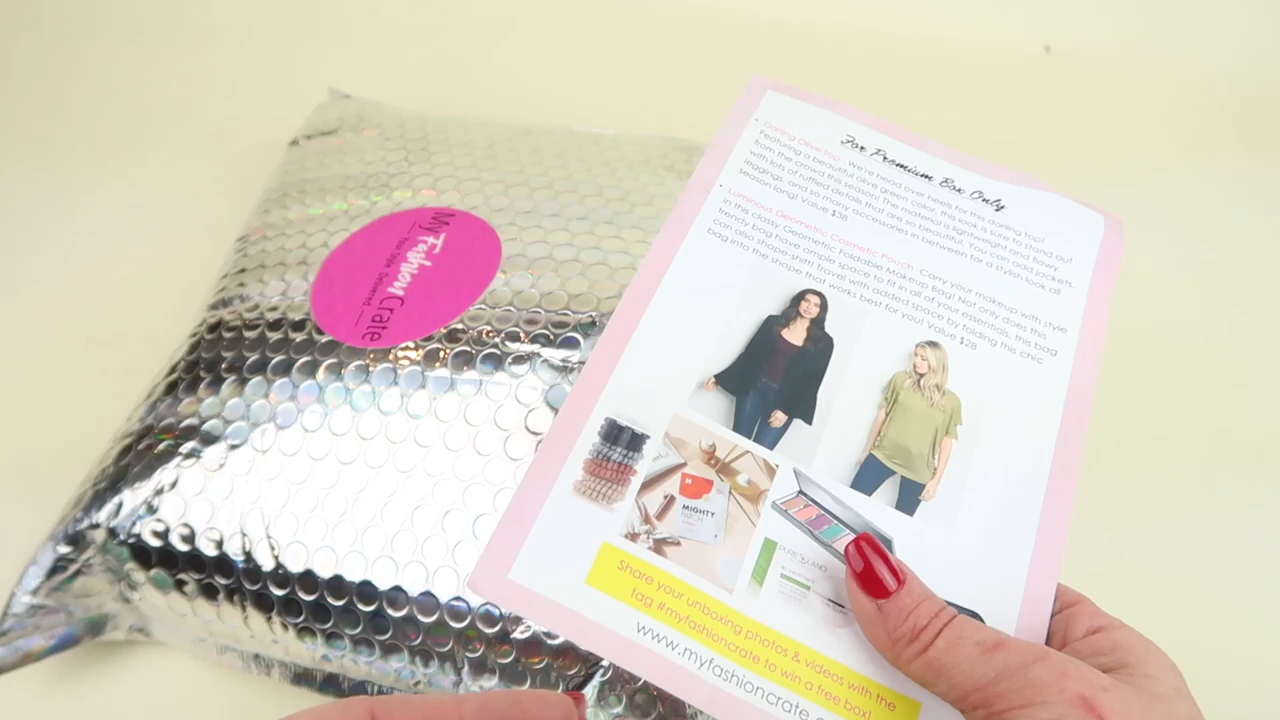 My
Fashion
Crate
Your Style. Delivered.
For Premium Box Only
• Darling Olive Top - We're head over heels for this darling top!
Featuring a beautiful olive green color, this look is sure to stand out
from the crowd this season! The material is lightweight and flowy,
with lots of ruffled details that are so beautiful. You can add jackets,
leggings, and so many accessories in between for a stylish look all
season long! Value $38
• Luminous Geometric Cosmetic Pouch- Carry your makeup with style
in this classy Geometric Foldable Makeup Bag! Not only does this
trendy bag have ample space to fit in all of your essentials, this bag
can also shape-shift! Travel with added space by folding this chic
bag into the shape that works best for you! Value $28
MIGHTY
PATCH
PURE LANO
Share your unboxing photos & videos with the
tag #myfashioncrate to win a free box!
www.myfashioncrate.c